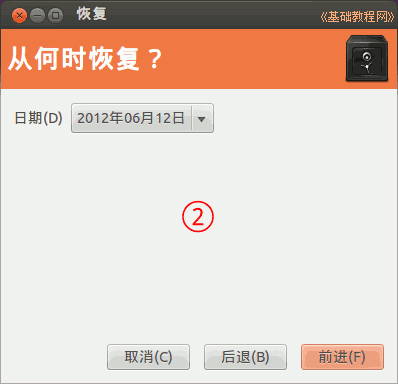 恢复
《基础教程网》
从何时恢复？
日期(D) 2012年06月12日
②
取消(C) 后退(B) 前进(F)